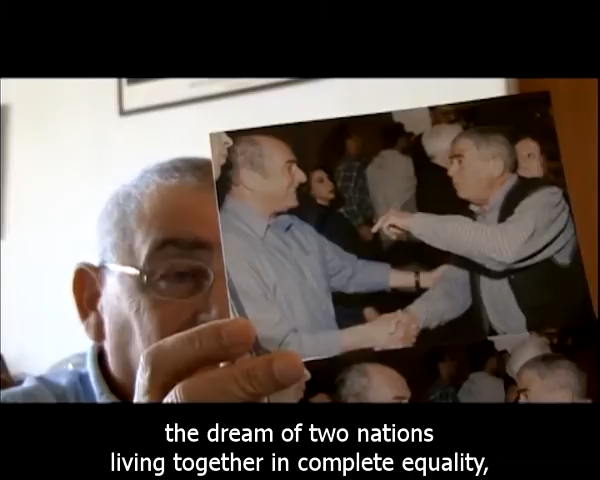 the dream of two nations
living together in complete equality,